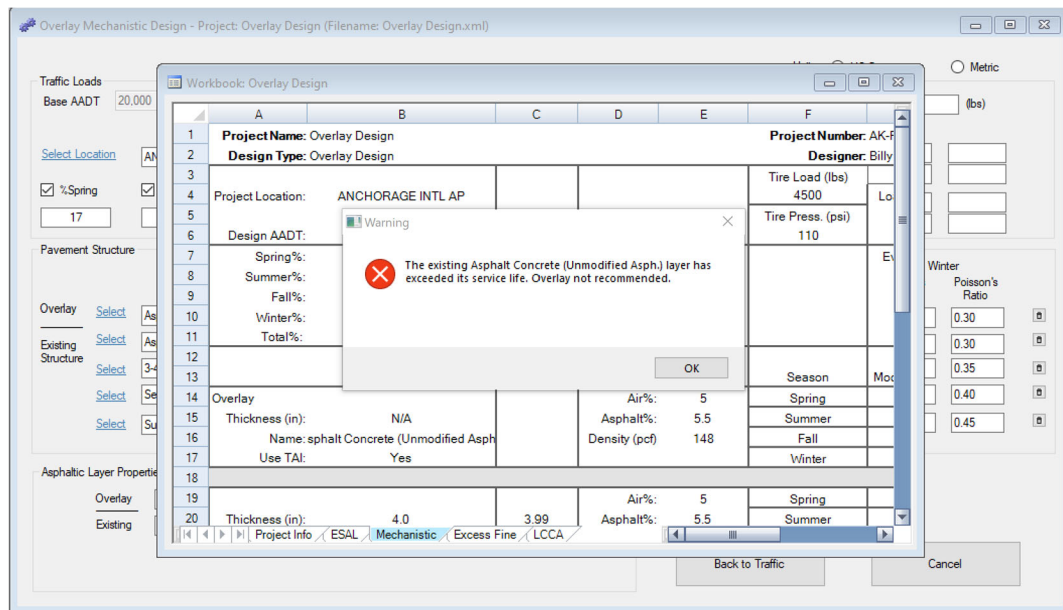 Overlay Mechanistic Design - Project: Overlay Design (Filename: Overlay Design.xml)
Metric
Traffic Loads
Base AADT 20,000
(lbs)
Select Location
%Spring
17
Workbook: Overlay Design
A B C D E F
1 Project Name: Overlay Design Project Number: AK-
2 Design Type: Overlay Design Designer: Billy
3 Tire Load (lbs)
4 Project Location: ANCHORAGE INTL AP 4500
5 Tire Press. (psi)
6 Design AADT: 110
7 Spring%:
8 Summer%:
9 Fall%:
10 Winter%:
11 Total%:
12
13 Season
14 Overlay Air%: 5 Spring
15 Thickness (in): N/A Asphalt%: 5.5 Summer
16 Name: sphalt Concrete (Unmodified Asph Density (pcf) 148 Fall
17 Use TAI: Yes Winter
18
19 Air%: 5 Spring
20 Thickness (in): 4.0 3.99 Asphalt%: 5.5 Summer
Project Info ESAL Mechanistic Excess Fine LCCA
Warning
The existing Asphalt Concrete (Unmodified Asph.) layer has
exceeded its service life. Overlay not recommended.
OK
Pavement Structure
Winter
Poisson's
Ratio
Overlay Select As 0.30
Existing
Structure
Select As 0.30
Select 3-4 0.35
Select Se 0.40
Select Su 0.45
Asphaltic Layer Propertie
Overlay
Existing
Back to Traffic
Cancel